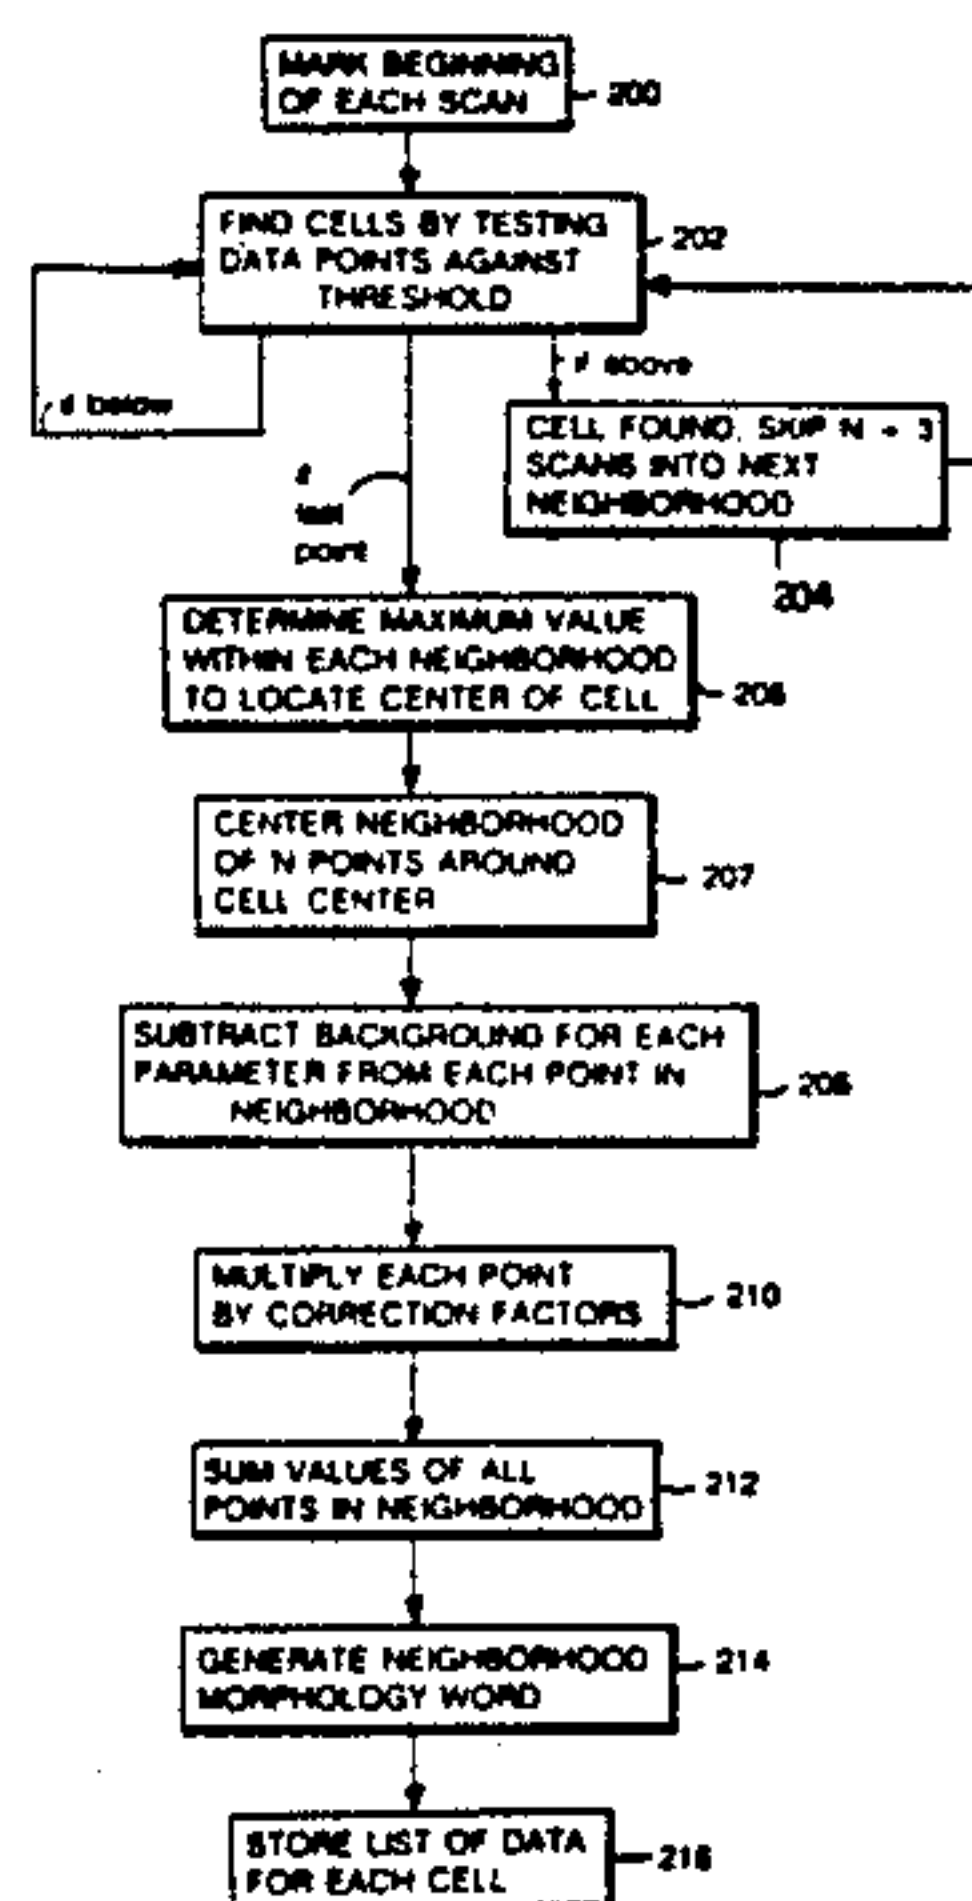 MARK BEGINNING
OF EACH SCAN
200
FIND CELLS BY TESTING
DATA POINTS AGAINST
THRESHOLD
202
if above
if below
CELL FOUND, SKIP N + 3
SCANS INTO NEXT
NEIGHBORHOOD
204
if
last
point
DETERMINE MAXIMUM VALUE
WITHIN EACH NEIGHBORHOOD
TO LOCATE CENTER OF CELL
206
CENTER NEIGHBORHOOD
OF N POINTS AROUND
CELL CENTER
207
SUBTRACT BACKGROUND FOR EACH
PARAMETER FROM EACH POINT IN
NEIGHBORHOOD
208
MULTIPLY EACH POINT
BY CORRECTION FACTORS
210
SUM VALUES OF ALL
POINTS IN NEIGHBORHOOD
212
GENERATE NEIGHBORHOOD
MORPHOLOGY WORD
214
STORE LIST OF DATA
FOR EACH CELL
216